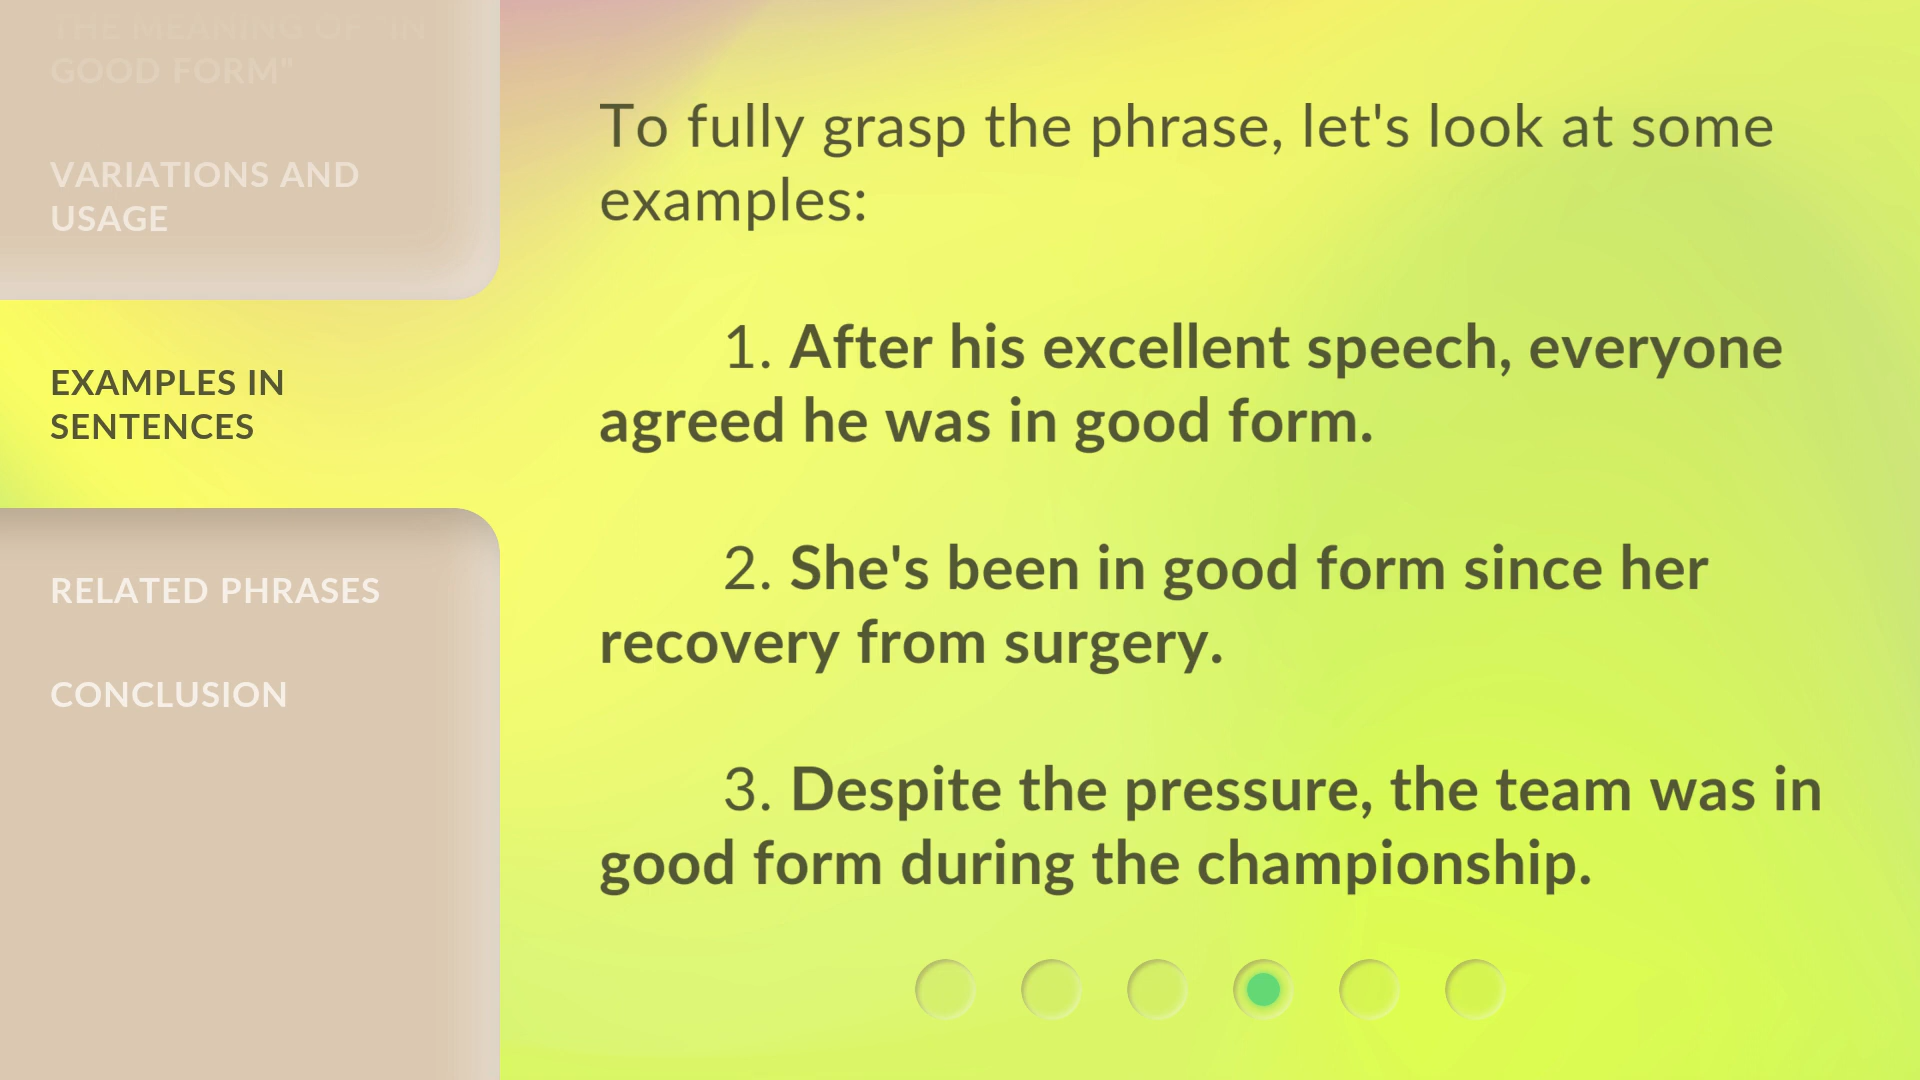 THE MEANING OF "IN
GOOD FORM"
VARIATIONS AND
USAGE
EXAMPLES IN
SENTENCES
RELATED PHRASES
CONCLUSION
To fully grasp the phrase, let's look at some
examples:
1. After his excellent speech, everyone
agreed he was in good form.
2. She's been in good form since her
recovery from surgery.
3. Despite the pressure, the team was in
good form during the championship.